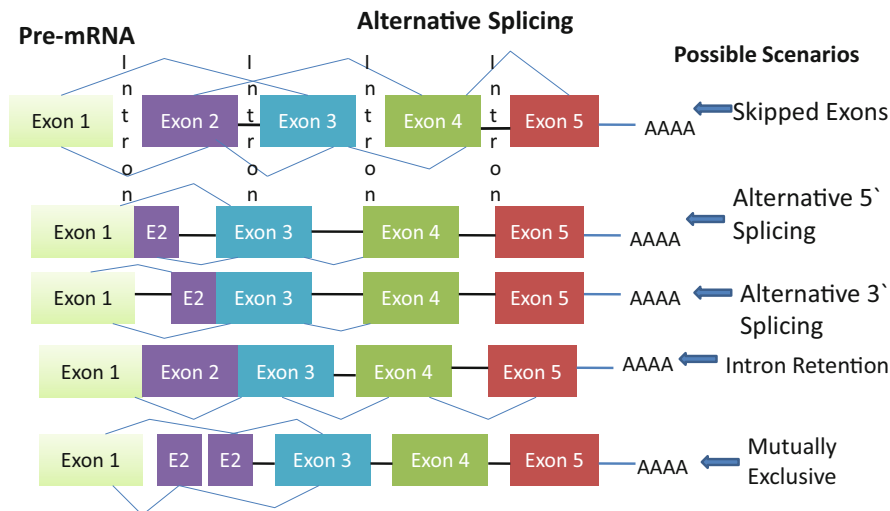 Pre-mRNA
Alternative Splicing
Possible Scenarios
Intron
Intron
Intron
Intron
Exon 1 Exon 2 Exon 3 Exon 4 Exon 5 AAAA Skipped Exons
Exon 1 E2 Exon 3 Exon 4 Exon 5 AAAA Alternative 5`
Splicing
Exon 1 E2 Exon 3 Exon 4 Exon 5 AAAA Alternative 3`
Splicing
Exon 1 Exon 2 Exon 3 Exon 4 Exon 5 AAAA Intron Retention
Exon 1 E2 E2 Exon 3 Exon 4 Exon 5 AAAA Mutually
Exclusive